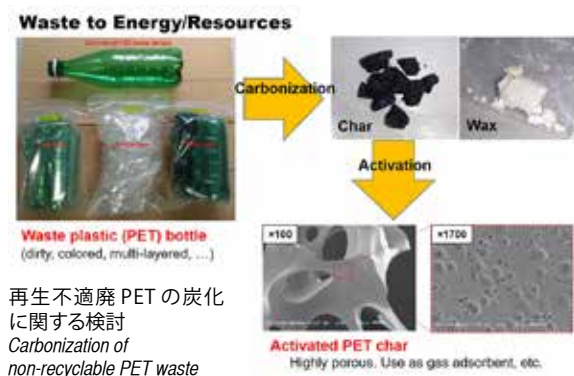 Waste to Energy/Resources
Carbonization
Char
Wax
Activation
Waste plastic (PET) bottle
(dirty, colored, multi-layered, ...)
×100
×1700
再生不適廃 PET の炭化
に関する検討
Carbonization of
non-recyclable PET waste
Activated PET char
Highly porous. Use as gas adsorbent, etc.